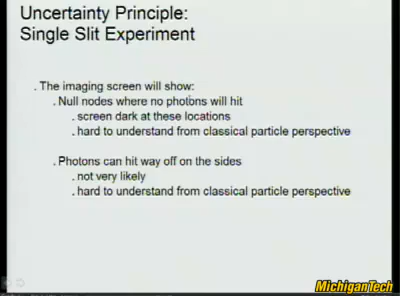 Uncertainty Principle:
Single Slit Experiment
. The imaging screen will show:
. Null nodes where no photons will hit
. screen dark at these locations
. hard to understand from classical particle perspective
. Photons can hit way off on the sides
. not very likely
. hard to understand from classical particle perspective
MichiganTech